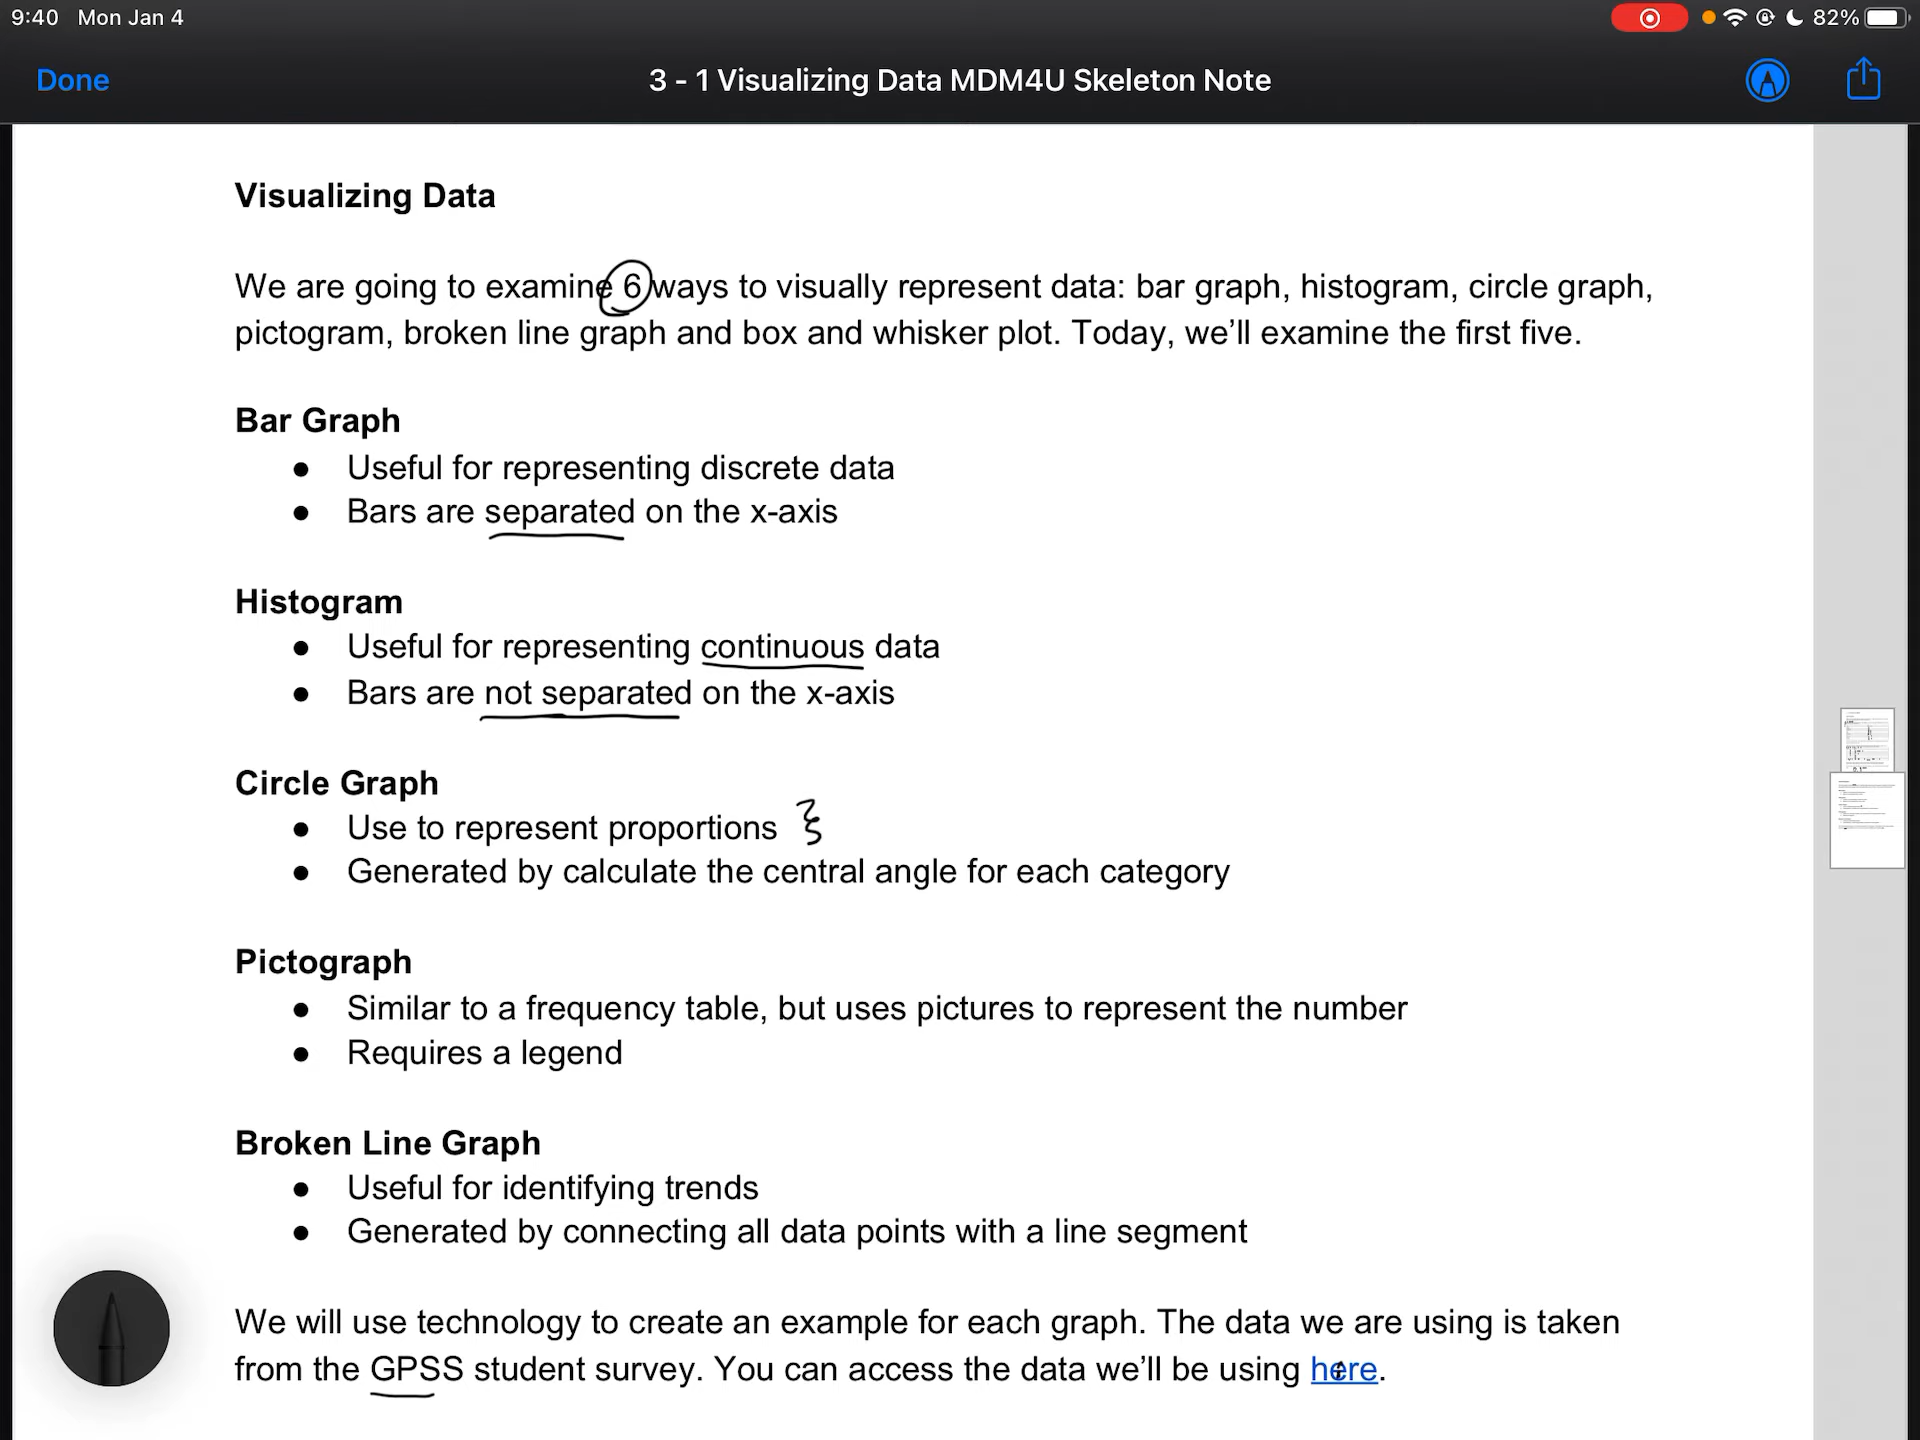 9:40 Mon Jan 4
82%
Done
3 - 1 Visualizing Data MDM4U Skeleton Note
Visualizing Data
We are going to examine 6 ways to visually represent data: bar graph, histogram, circle graph,
pictogram, broken line graph and box and whisker plot. Today, we’ll examine the first five.
Bar Graph
● Useful for representing discrete data
● Bars are separated on the x-axis
Histogram
● Useful for representing continuous data
● Bars are not separated on the x-axis
Circle Graph
● Use to represent proportions
● Generated by calculate the central angle for each category
Pictograph
● Similar to a frequency table, but uses pictures to represent the number
● Requires a legend
Broken Line Graph
● Useful for identifying trends
● Generated by connecting all data points with a line segment
We will use technology to create an example for each graph. The data we are using is taken
from the GPSS student survey. You can access the data we’ll be using here.